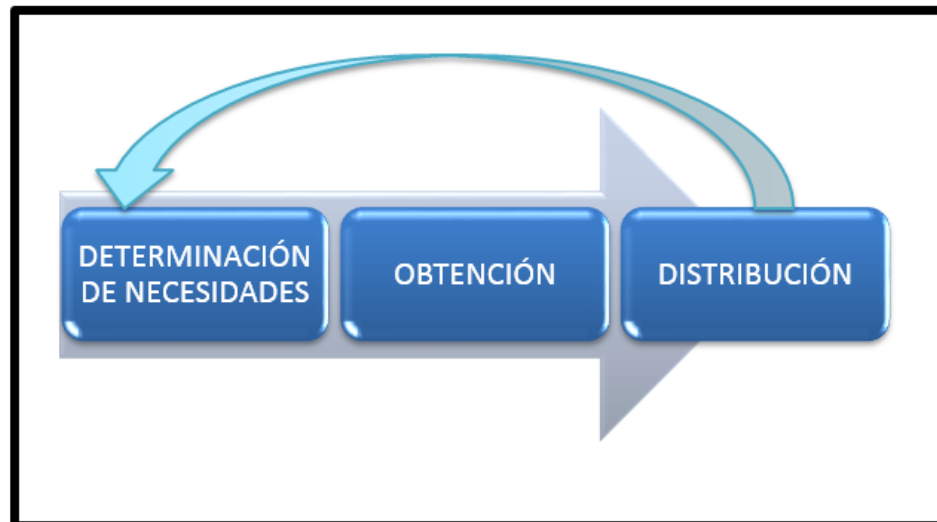 DETERMINACIÓN
DE NECESIDADES
OBTENCIÓN
DISTRIBUCIÓN